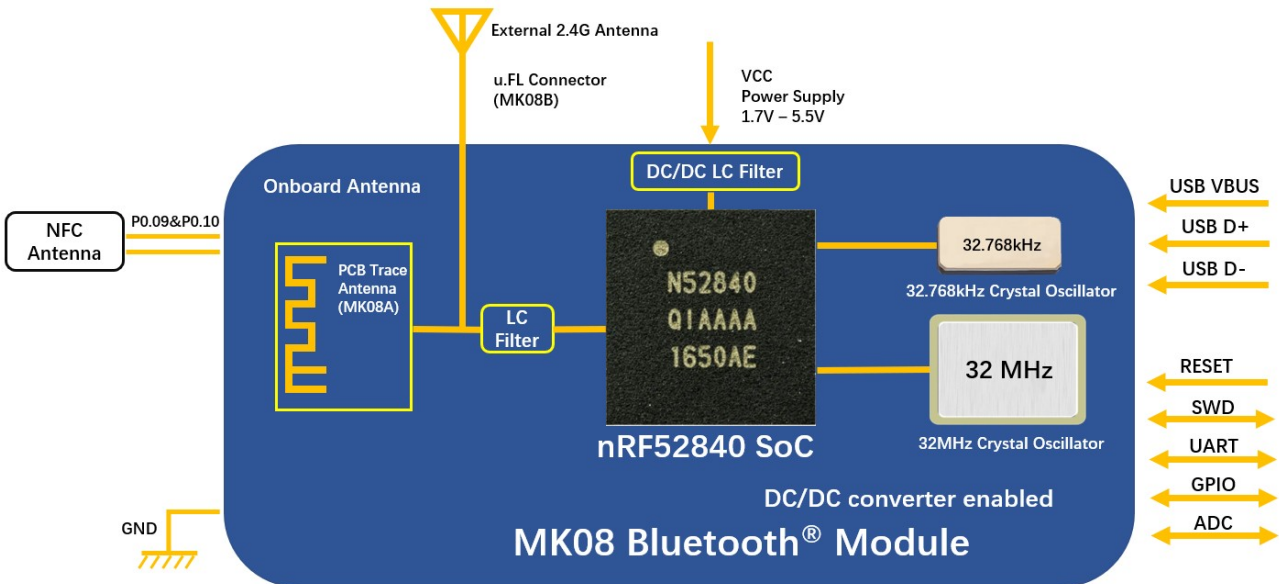 External 2.4G Antenna
u.FL Connector
(MK08B)
VCC
Power Supply
1.7V – 5.5V
DC/DC LC Filter
Onboard Antenna
NFC
Antenna
P0.09&P0.10
PCB Trace
Antenna
(MK08A)
LC
Filter
N52840
QIAAAA
1650AE
nRF52840 SoC
32.768kHz
32.768kHz Crystal Oscillator
32 MHz
32MHz Crystal Oscillator
USB VBUS
USB D+
USB D-
RESET
SWD
UART
GPIO
ADC
GND
DC/DC converter enabled
MK08 Bluetooth® Module